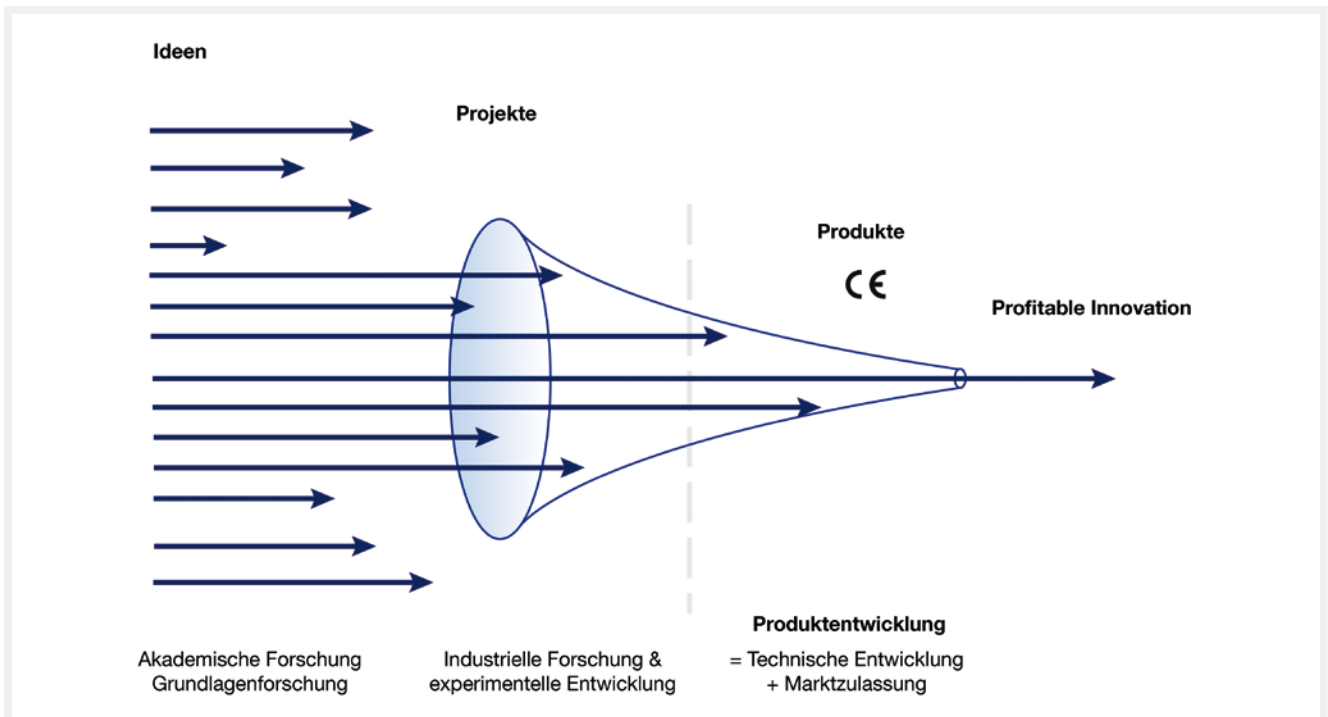 Ideen
Projekte
Produkte
CE
Profitable Innovation
Produktentwicklung
Akademische Forschung
Grundlagenforschung
Industrielle Forschung &
experimentelle Entwicklung
= Technische Entwicklung
+ Marktzulassung